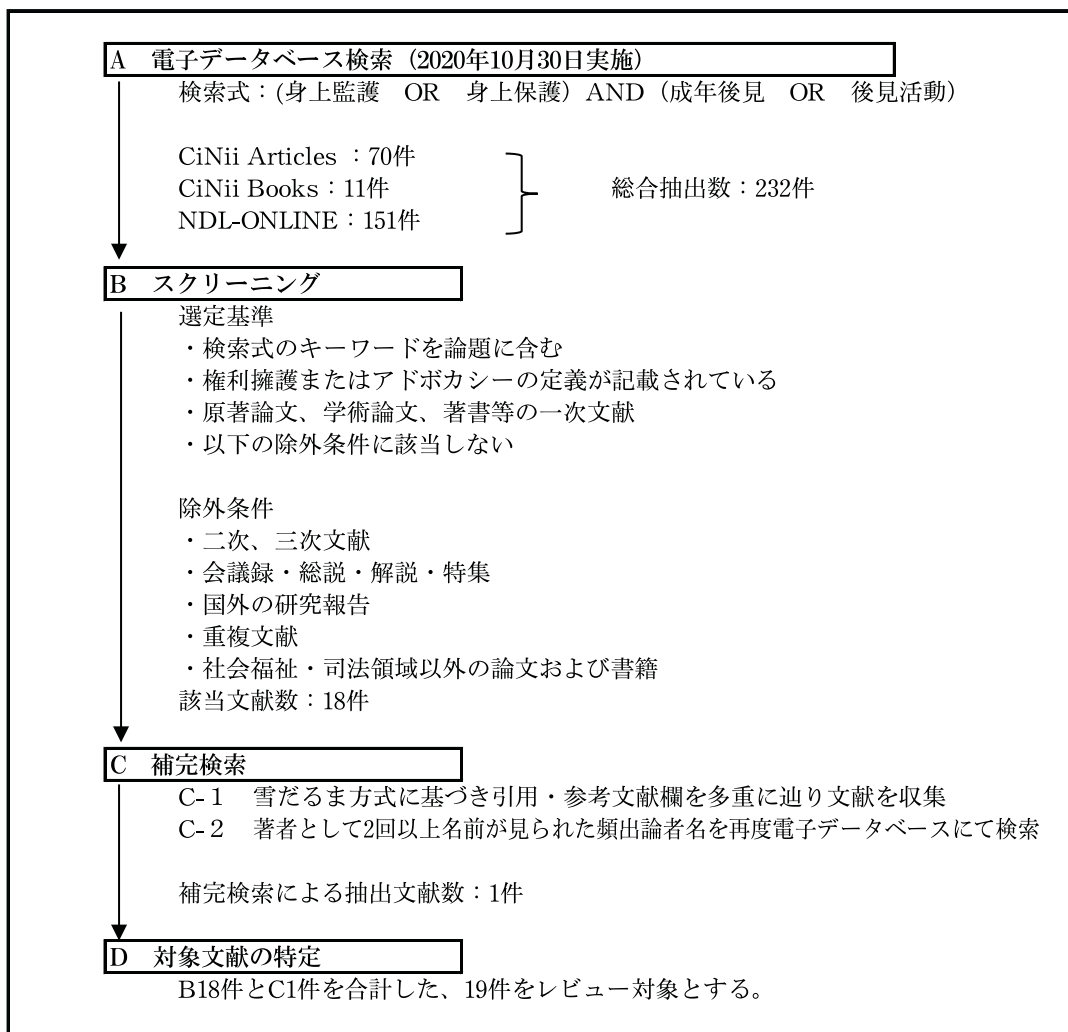 A　電子データベース検索（2020年10月30日実施）
検索式：(身上監護　OR　身上保護）AND（成年後見　OR　後見活動）
CiNii Articles ：70件
CiNii Books：11件
NDL-ONLINE：151件
総合抽出数：232件
B　スクリーニング
選定基準
・検索式のキーワードを論題に含む
・権利擁護またはアドボカシーの定義が記載されている
・原著論文、学術論文、著書等の一次文献
・以下の除外条件に該当しない
除外条件
・二次、三次文献
・会議録・総説・解説・特集
・国外の研究報告
・重複文献
・社会福祉・司法領域以外の論文および書籍
該当文献数：18件
C　補完検索
C-１　雪だるま方式に基づき引用・参考文献欄を多重に辿り文献を収集
C-２　著者として2回以上名前が見られた頻出論者名を再度電子データベースにて検索
補完検索による抽出文献数：1件
D　対象文献の特定
B18件とC1件を合計した、19件をレビュー対象とする。